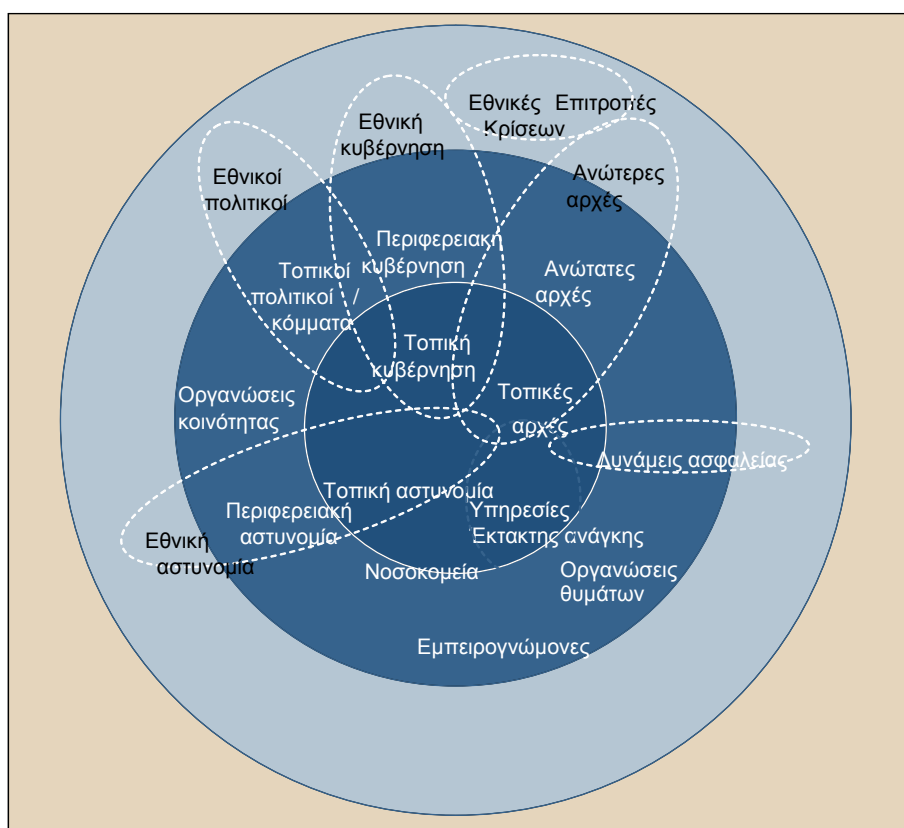 Εθνικές Επιτροπές
Κρίσεων
Εθνική
κυβέρνηση
Εθνικοί
πολιτικοί
Ανώτερες
αρχές
Περιφερειακή
κυβέρνηση
Τοπικοί
πολιτικοί /
κόμματα
Ανώτατες
αρχές
Τοπική
κυβέρνηση
Οργανώσεις
κοινότητας
Τοπικές
αρχές
Δυνάμεις ασφαλείας
Τοπική αστυνομία
Περιφερειακή
αστυνομία
Υπηρεσίες
Εκτακτης ανάγκης
Εθνική
αστυνομία
Νοσοκομεία
Οργανώσεις
θυμάτων
Εμπειρογνώμονες